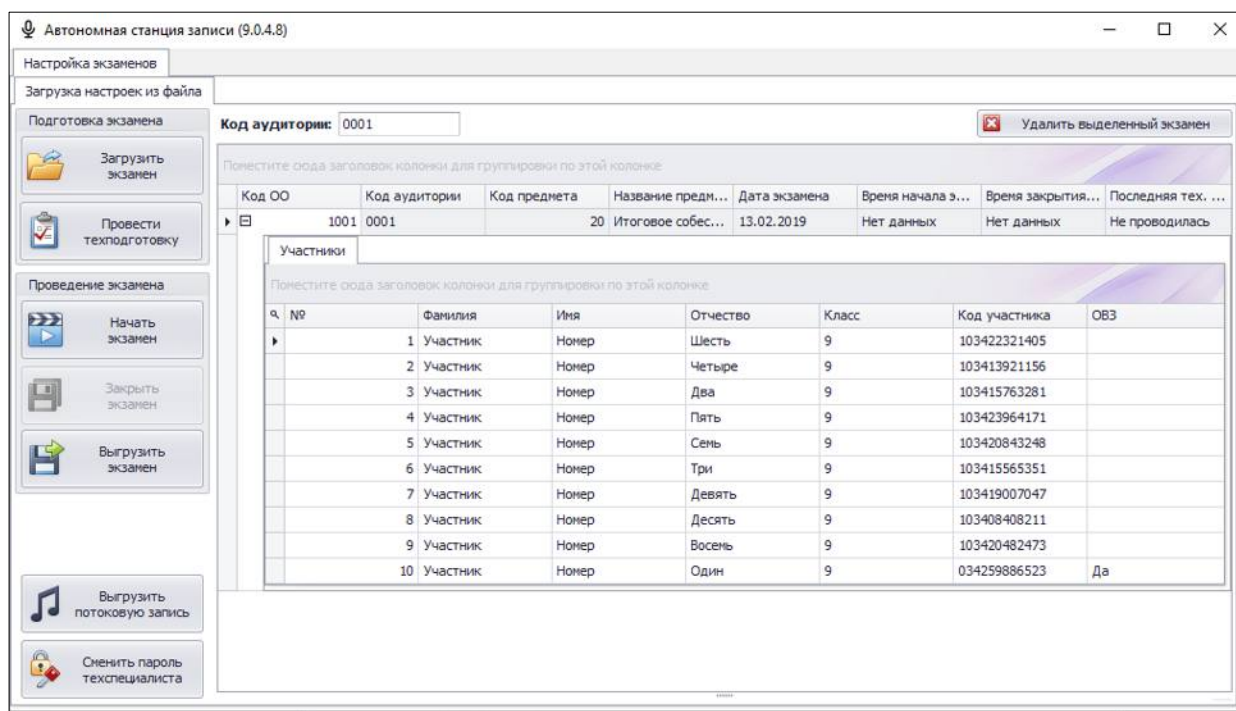 Автономная станция записи (9.0.4.8)
Настройка экзаменов
Загрузка настроек из файла
Подготовка экзамена
Загрузить
экзамен
Провести
техподготовку
Проведение экзамена
Начать
экзамен
Закрыть
экзамен
Выгрузить
экзамен
Выгрузить
потоковую запись
Сменить пароль
техспециалиста
Код аудитории: 0001
Удалить выделенный экзамен
Поместите сюда заголовок колонки для группировки по этой колонке
Код ОО Код аудитории Код предмета Название предм... Дата экзамена Время начала э... Время закрытия... Последняя тех. ...
1001 0001 20 Итоговое собес... 13.02.2019 Нет данных Нет данных Не проводилась
Участники
Поместите сюда заголовок колонки для группировки по этой колонке
№ Фамилия Имя Отчество Класс Код участника ОВЗ
1 Участник Номер Шесть 9 103422321405
2 Участник Номер Четыре 9 103413921156
3 Участник Номер Два 9 103415763281
4 Участник Номер Пять 9 103423964171
5 Участник Номер Семь 9 103420843248
6 Участник Номер Три 9 103415565351
7 Участник Номер Девять 9 103419007047
8 Участник Номер Десять 9 103408408211
9 Участник Номер Восемь 9 103420482473
10 Участник Номер Один 9 034259886523 Да